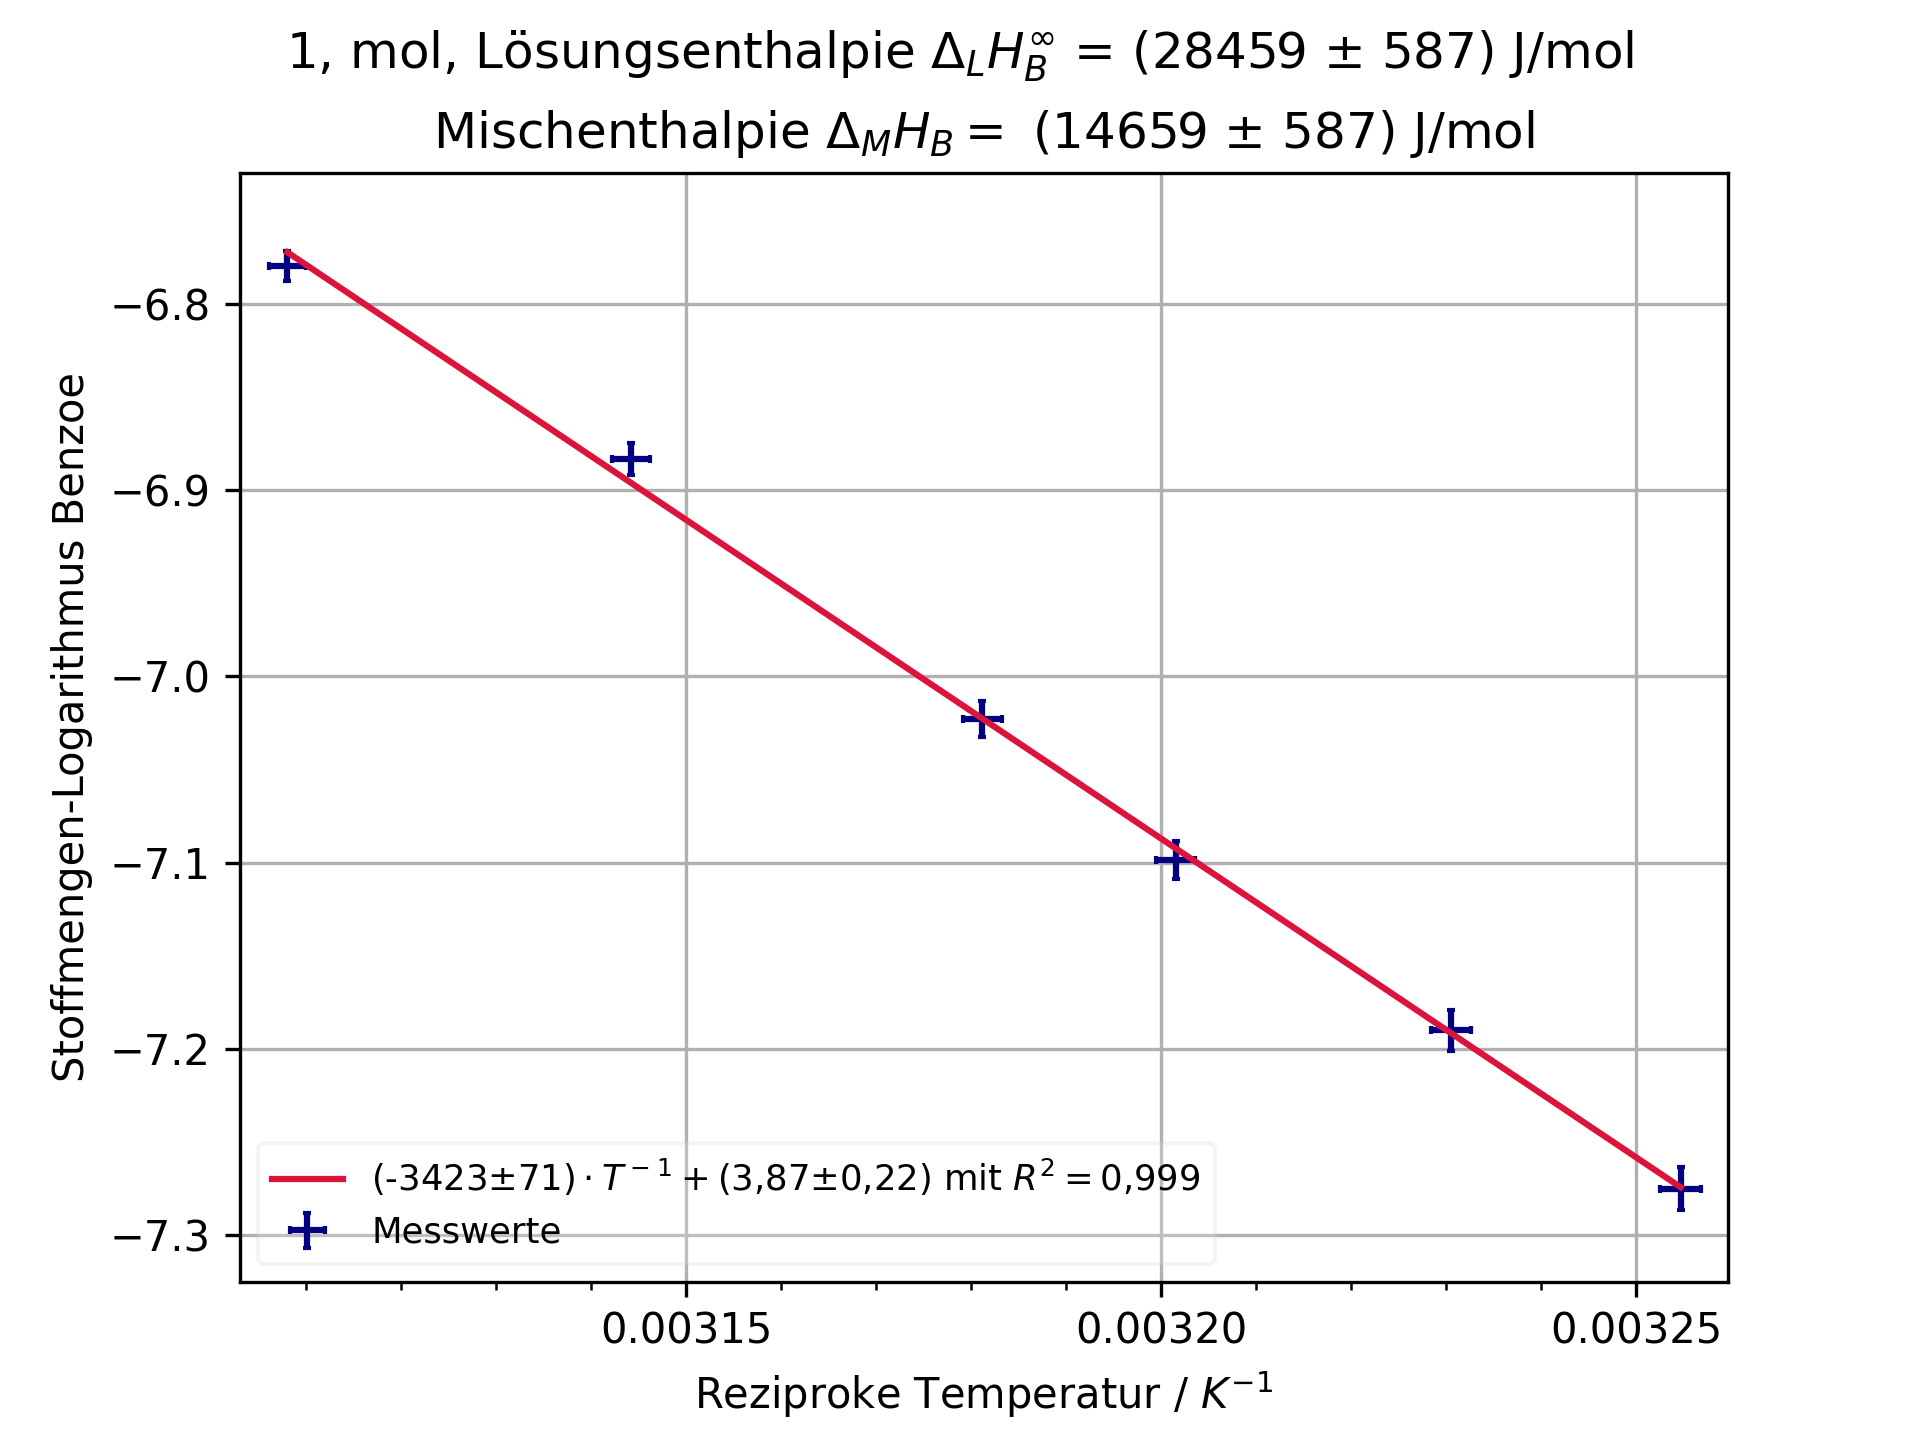 1, mol, Lösungsenthalpie Δ_L H_B^∞ = (28459 ± 587) J/mol
Mischenthalpie Δ_M H_B = (14659 ± 587) J/mol
Stoffmengen-Logarithmus Benzoe
−6.8
−6.9
−7.0
−7.1
−7.2
−7.3
(-3423±71) · T⁻¹ + (3,87±0,22) mit R² = 0,999
Messwerte
0.00315 0.00320 0.00325
Reziproke Temperatur / K⁻¹